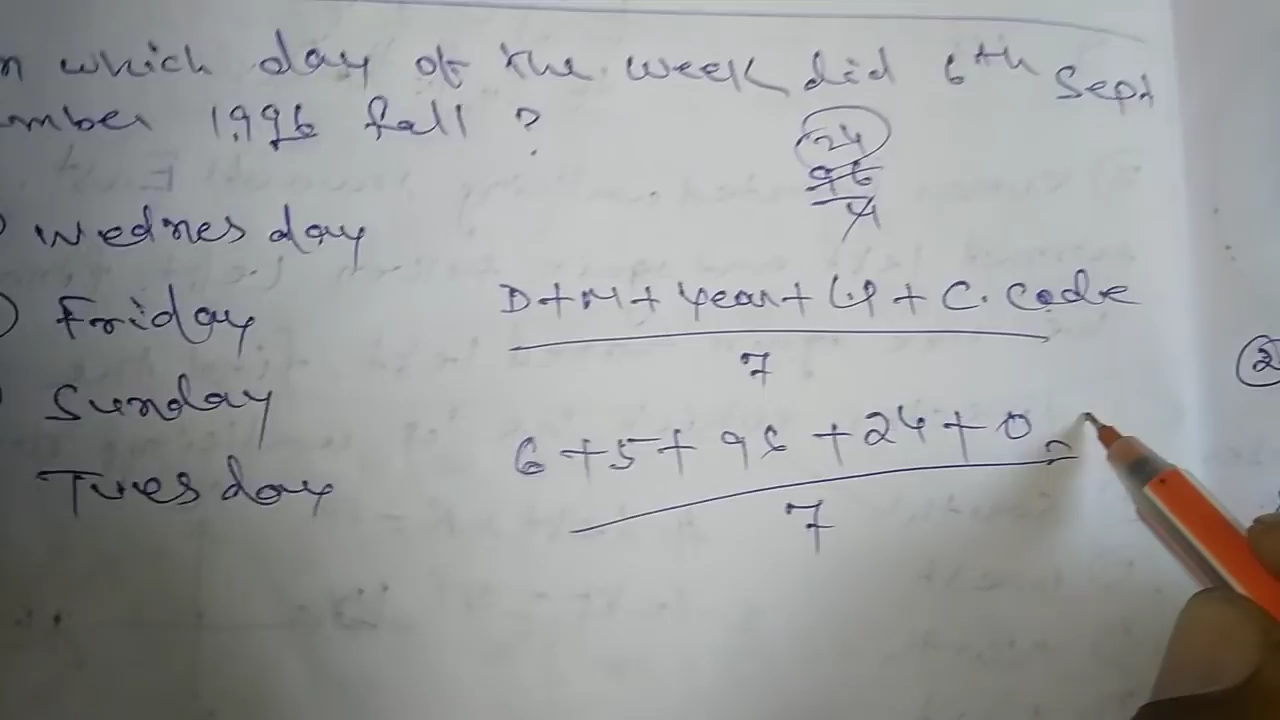 n which day of the week did 6th Sept
mber 1996 fall ?
24
96
4
Wednesday
Friday
Sunday
Tuesday
D+M+Year+L.Y+C.Code
7
6+5+96+24+0
7
2